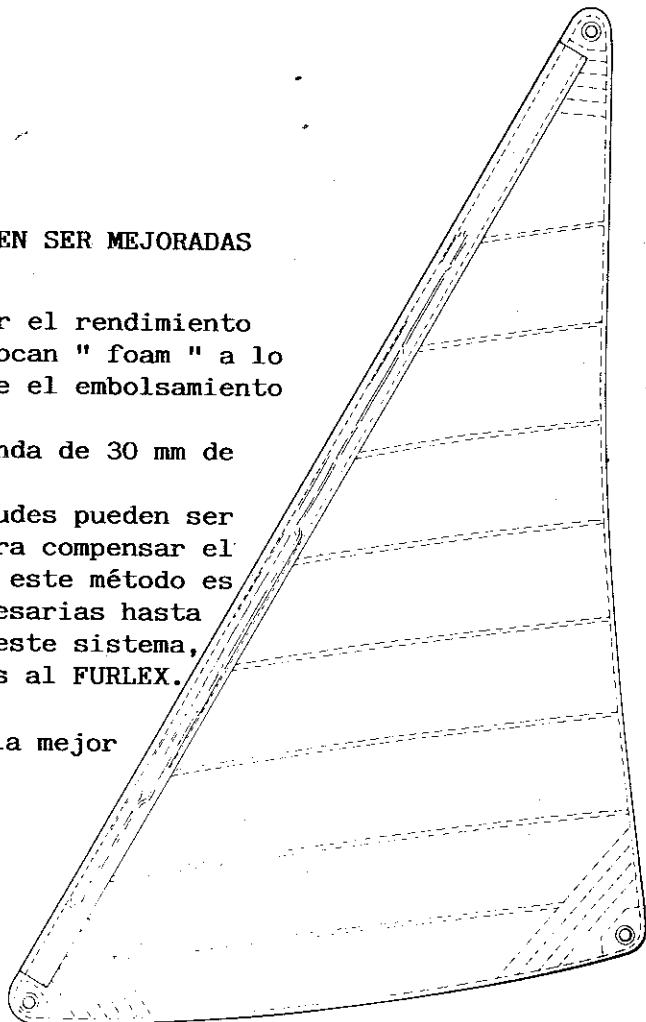 EN SER MEJORADAS
r el rendimiento
ocan " foam " a lo
e el embolsamiento
nda de 30 mm de
udes pueden ser
ra compensar el
este método es
esarias hasta
este sistema,
s al FURLEX.
la mejor